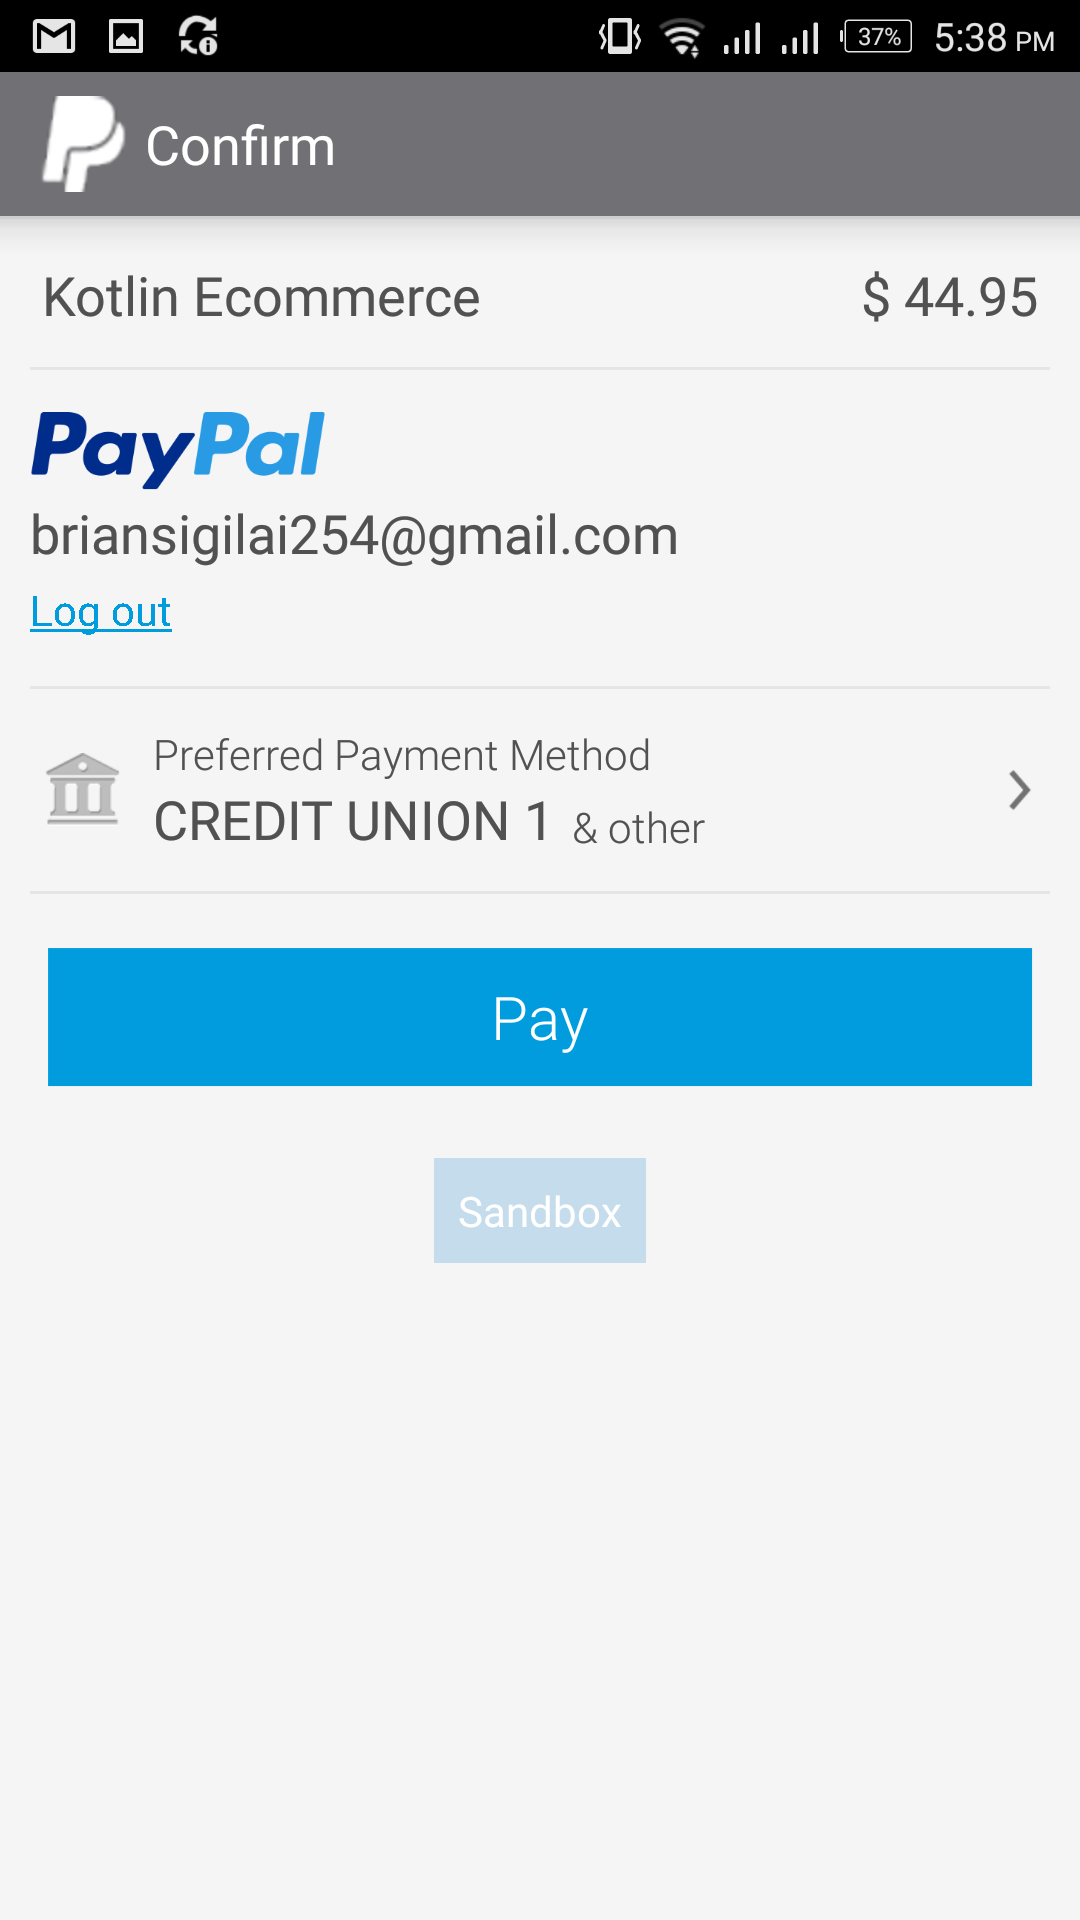 37% 5:38 PM
Confirm
Kotlin Ecommerce $ 44.95
PayPal
briansigilai254@gmail.com
Log out
Preferred Payment Method
CREDIT UNION 1 & other
Pay
Sandbox